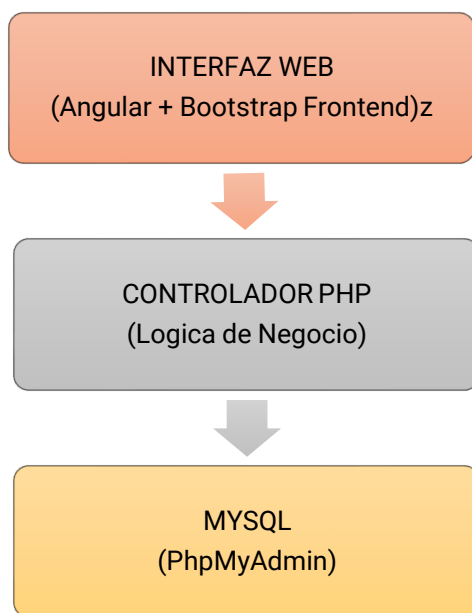 INTERFAZ WEB
(Angular + Bootstrap Frontend)z
CONTROLADOR PHP
(Logica de Negocio)
MYSQL
(PhpMyAdmin)